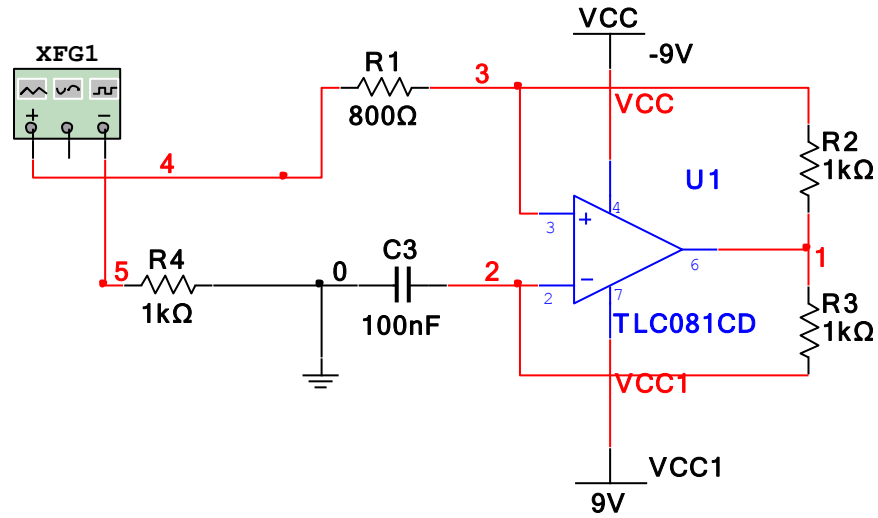 VCC
-9V
XFG1
+
−
R1
800Ω
3
VCC
R2
1kΩ
4
U1
+
4
3
1
6
5
R4
1kΩ
0
C3
100nF
2
−
2
7
TLC081CD
R3
1kΩ
VCC1
VCC1
9V